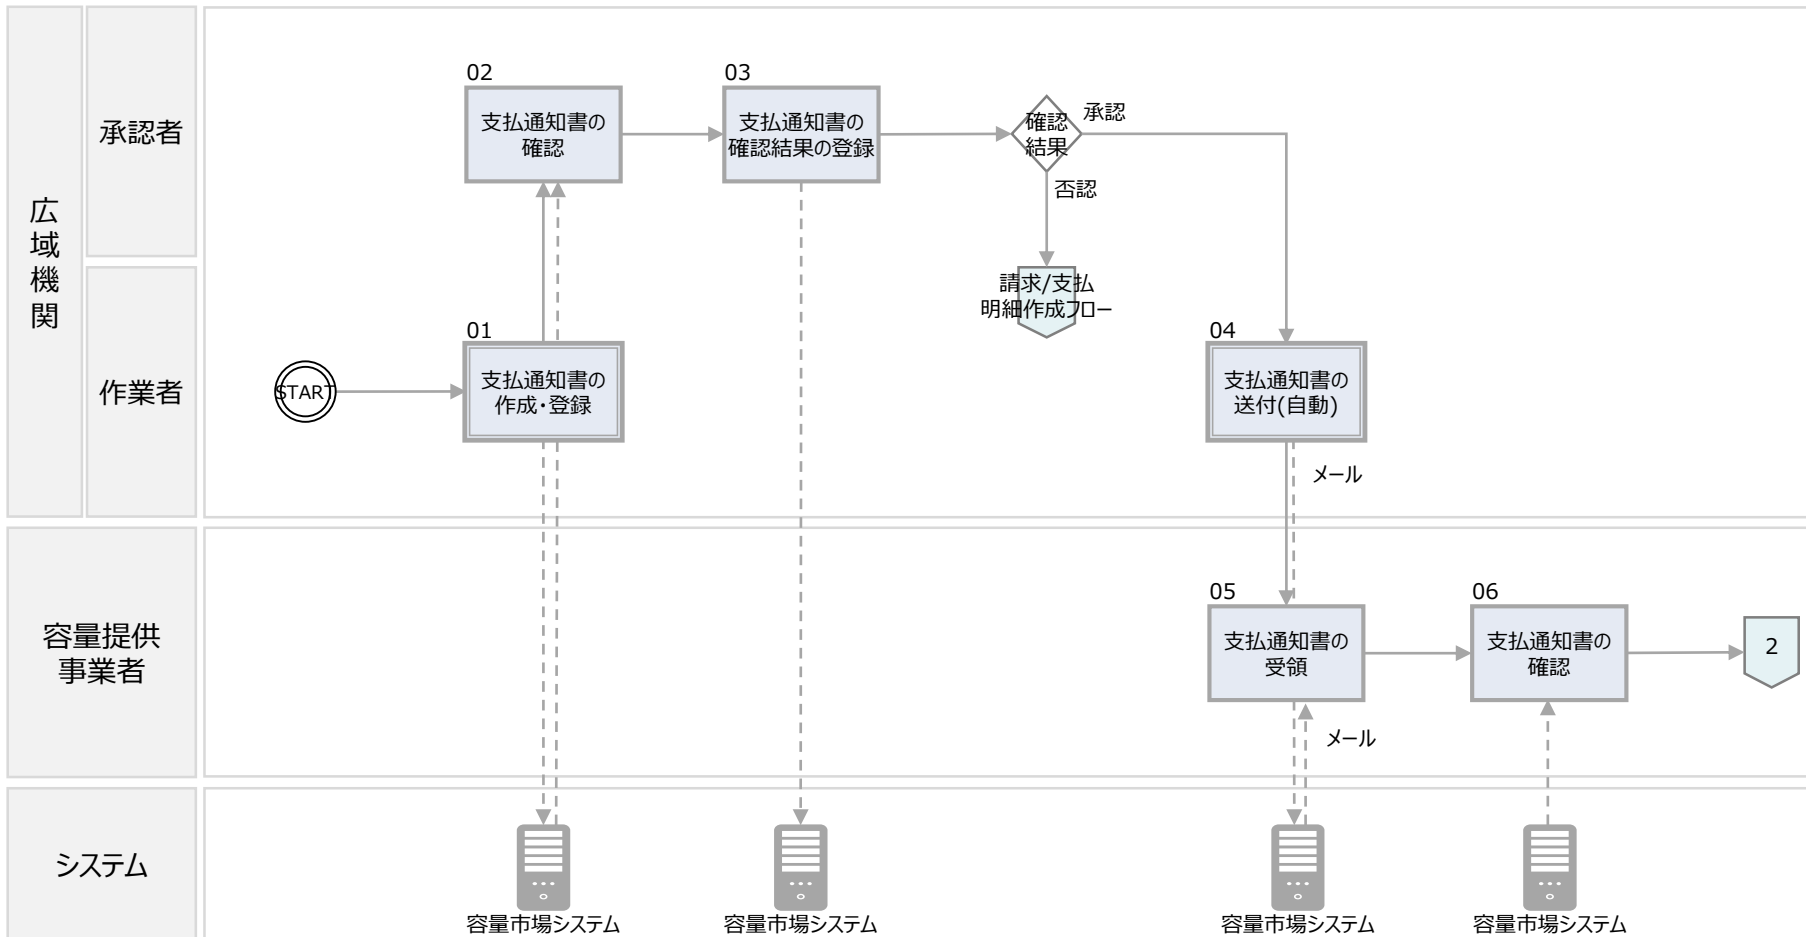 広
域
機
関
承認者
作業者
02
支払通知書の
確認
03
支払通知書の
確認結果の登録
確認
結果
承認
否認
請求/支払
明細作成フロー
START
01
支払通知書の
作成・登録
04
支払通知書の
送付(自動)
メール
容量提供
事業者
05
支払通知書の
受領
06
支払通知書の
確認
2
メール
システム
容量市場システム
容量市場システム
容量市場システム
容量市場システム